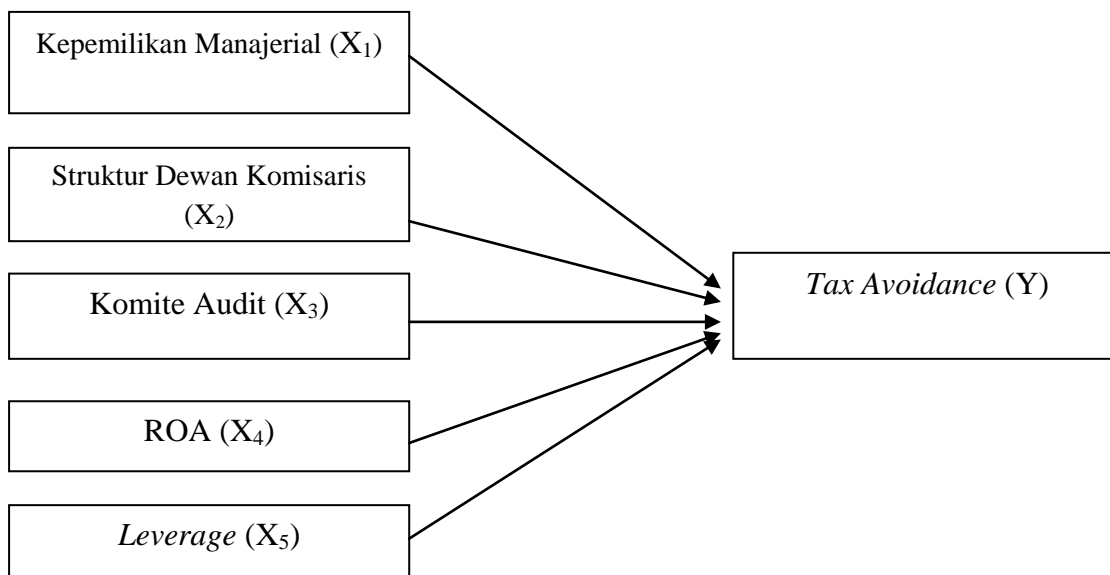 Kepemilikan Manajerial (X₁)
Struktur Dewan Komisaris
(X₂)
Komite Audit (X₃)
ROA (X₄)
Leverage (X₅)
Tax Avoidance (Y)